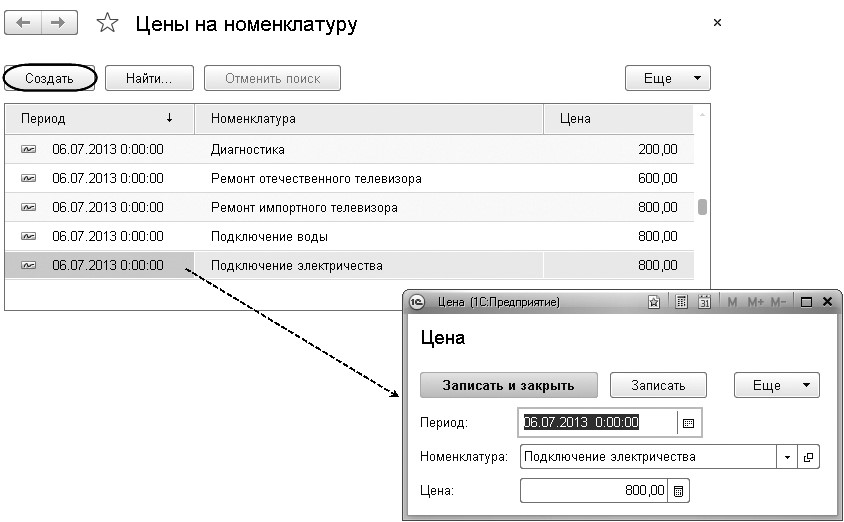 Цены на номенклатуру
Создать Найти... Отменить поиск Еще
Период Номенклатура Цена
06.07.2013 0:00:00 Диагностика 200,00
06.07.2013 0:00:00 Ремонт отечественного телевизора 600,00
06.07.2013 0:00:00 Ремонт импортного телевизора 800,00
06.07.2013 0:00:00 Подключение воды 800,00
06.07.2013 0:00:00 Подключение электричества 800,00
1С Цена (1С:Предприятие) 31 M M+ M-
Цена
Записать и закрыть Записать Еще
Период: 06.07.2013 0:00:00
Номенклатура: Подключение электричества
Цена: 800,00